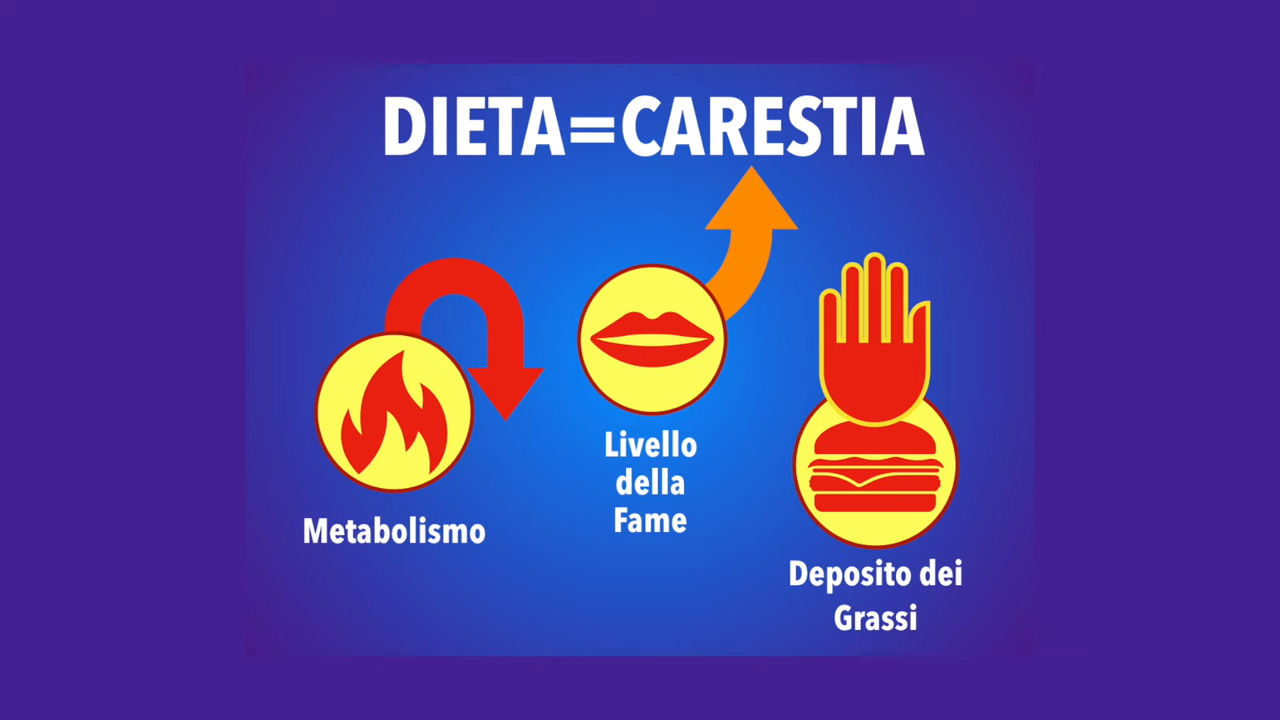 DIETA=CARESTIA
Metabolismo
Livello
della
Fame
Deposito dei
Grassi